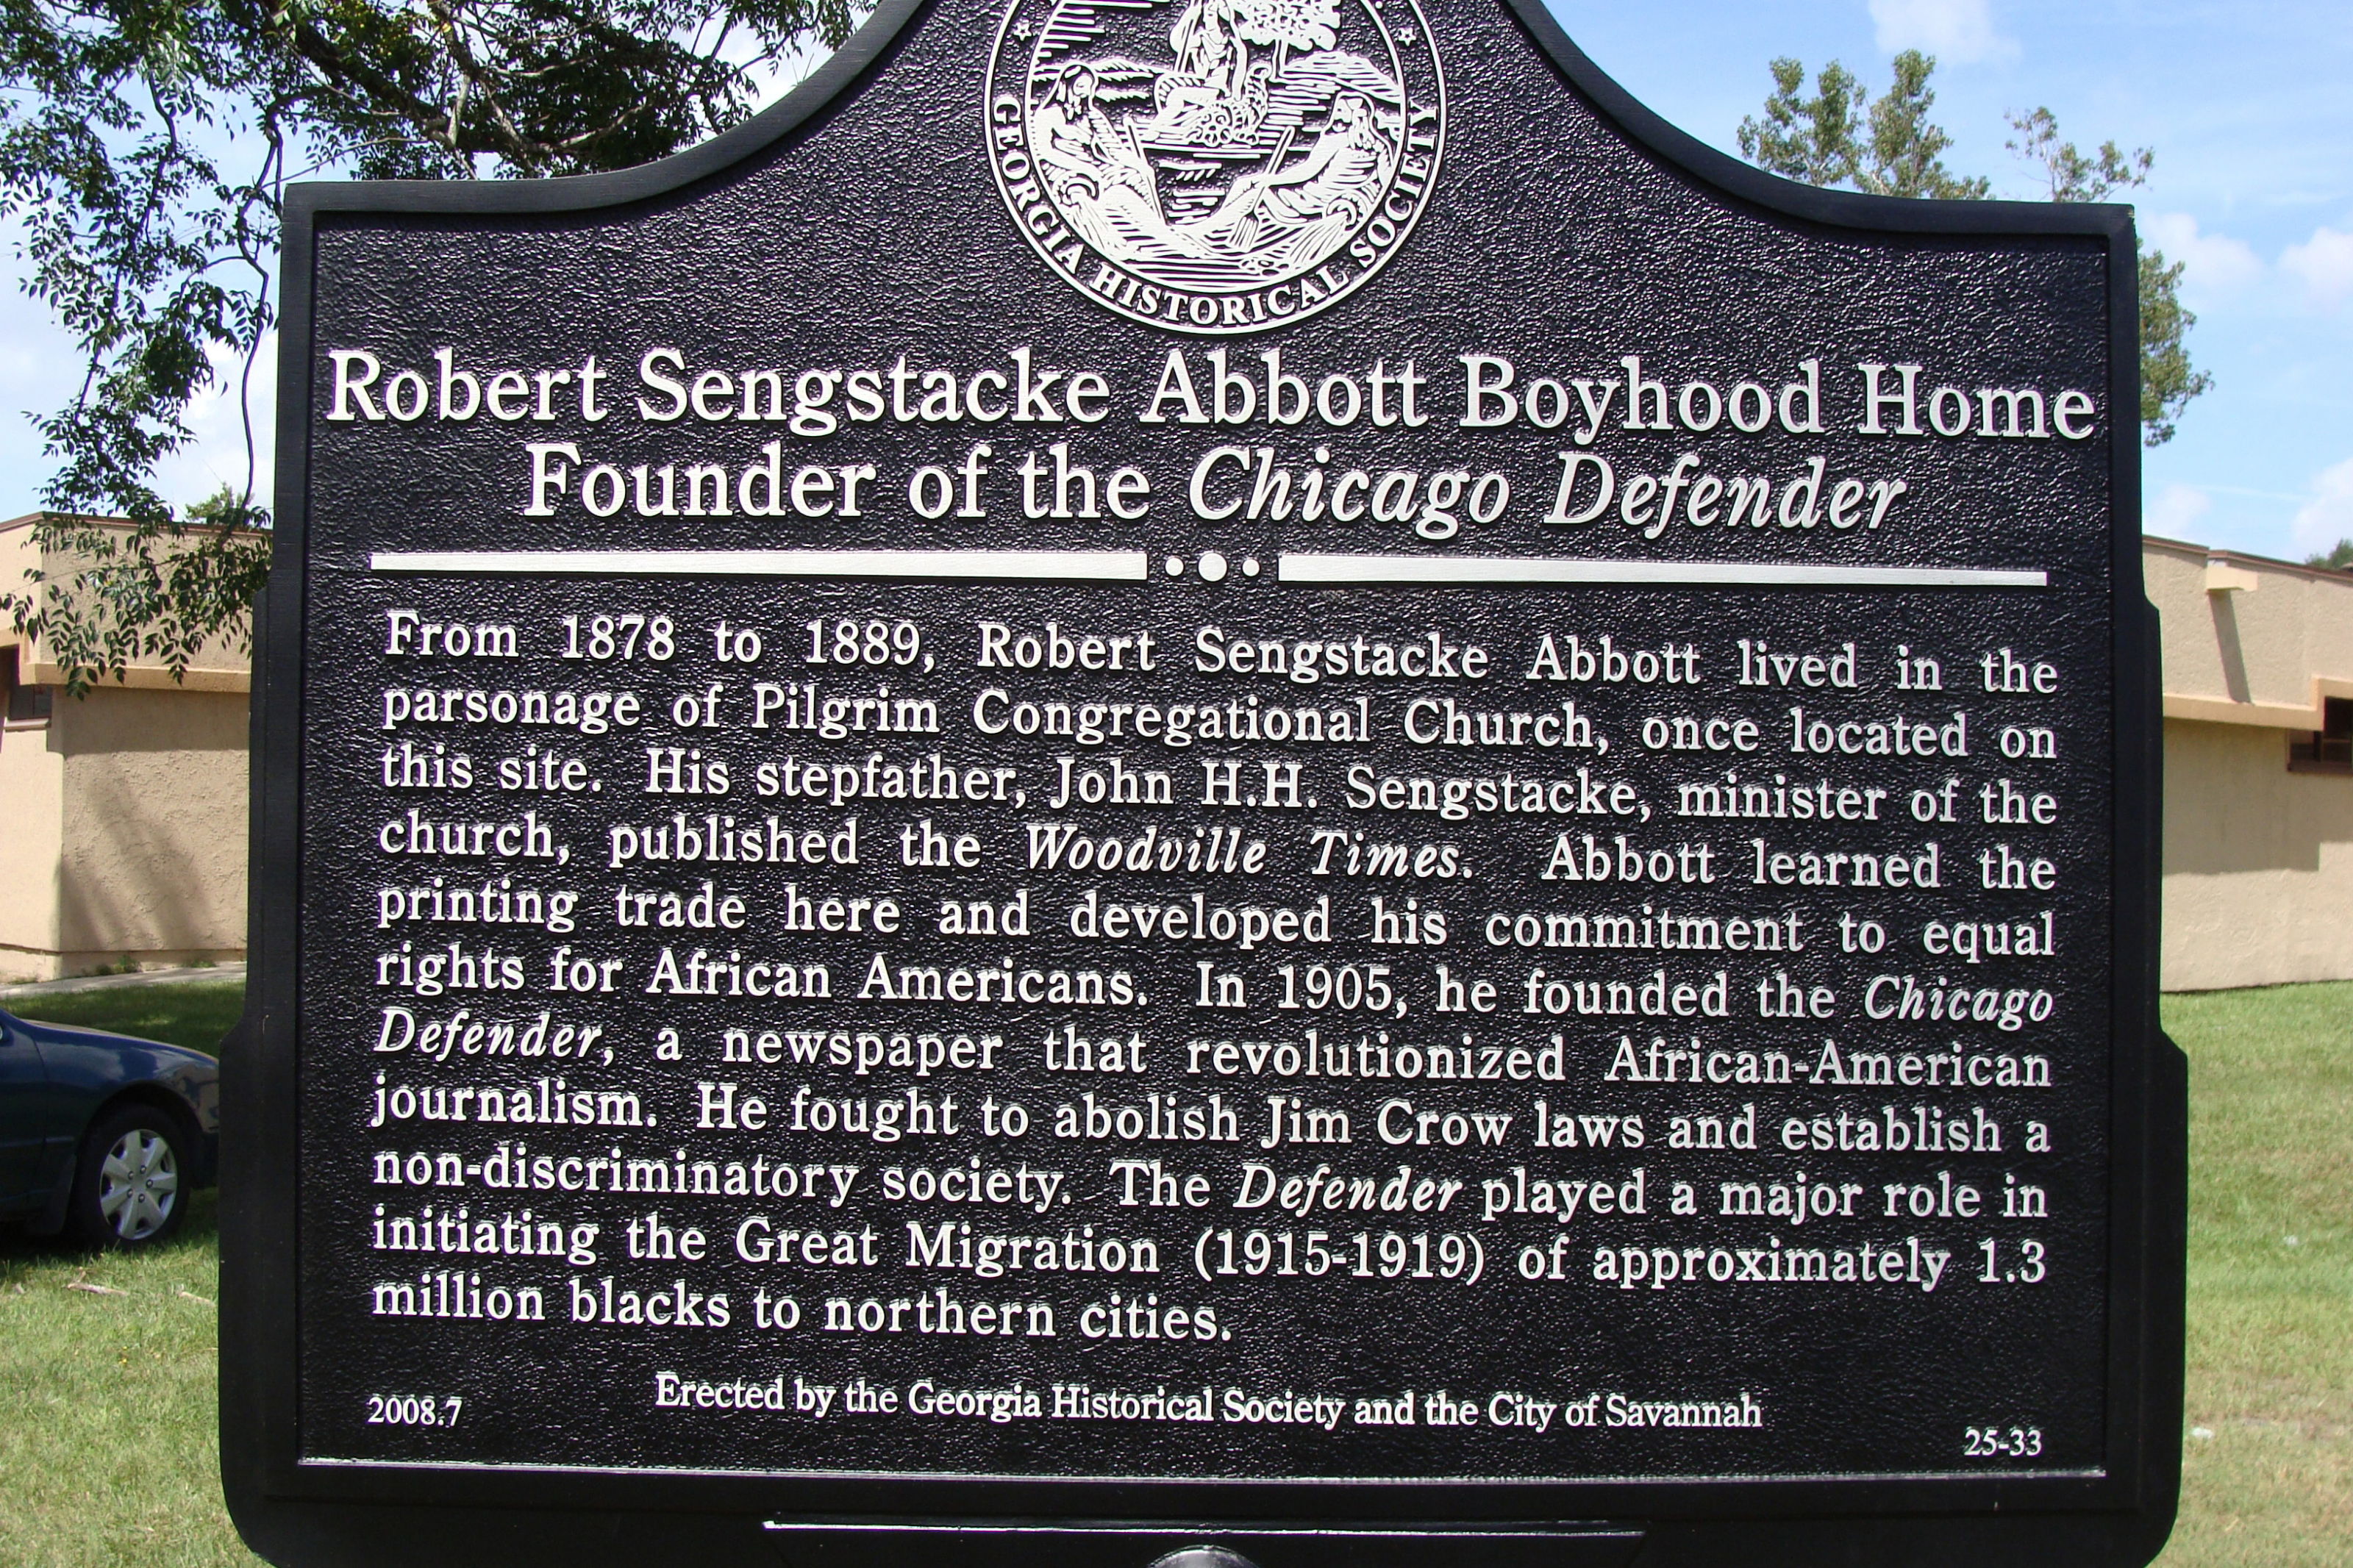 GEORGIA HISTORICAL SOCIETY
Robert Sengstacke Abbott Boyhood Home
Founder of the Chicago Defender
From 1878 to 1889, Robert Sengstacke Abbott lived in the
parsonage of Pilgrim Congregational Church, once located on
this site. His stepfather, John H.H. Sengstacke, minister of the
church, published the Woodville Times. Abbott learned the
printing trade here and developed his commitment to equal
rights for African Americans. In 1905, he founded the Chicago
Defender, a newspaper that revolutionized African-American
journalism. He fought to abolish Jim Crow laws and establish a
non-discriminatory society. The Defender played a major role in
initiating the Great Migration (1915-1919) of approximately 1.3
million blacks to northern cities.
Erected by the Georgia Historical Society and the City of Savannah
2008.7
25-33